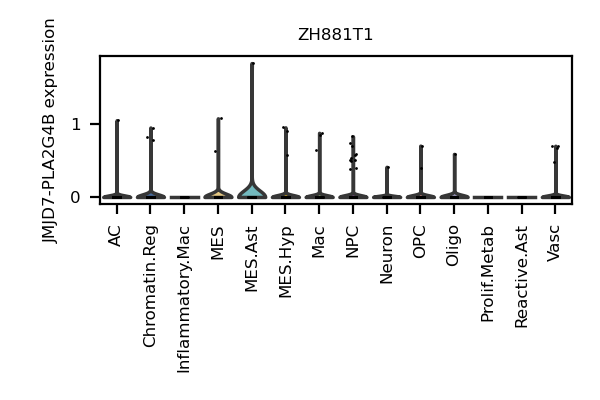 ZH881T1
JMJD7-PLA2G4B expression
1
0
AC
Chromatin.Reg
Inflammatory.Mac
MES
MES.Ast
MES.Hyp
Mac
NPC
Neuron
OPC
Oligo
Prolif.Metab
Reactive.Ast
Vasc